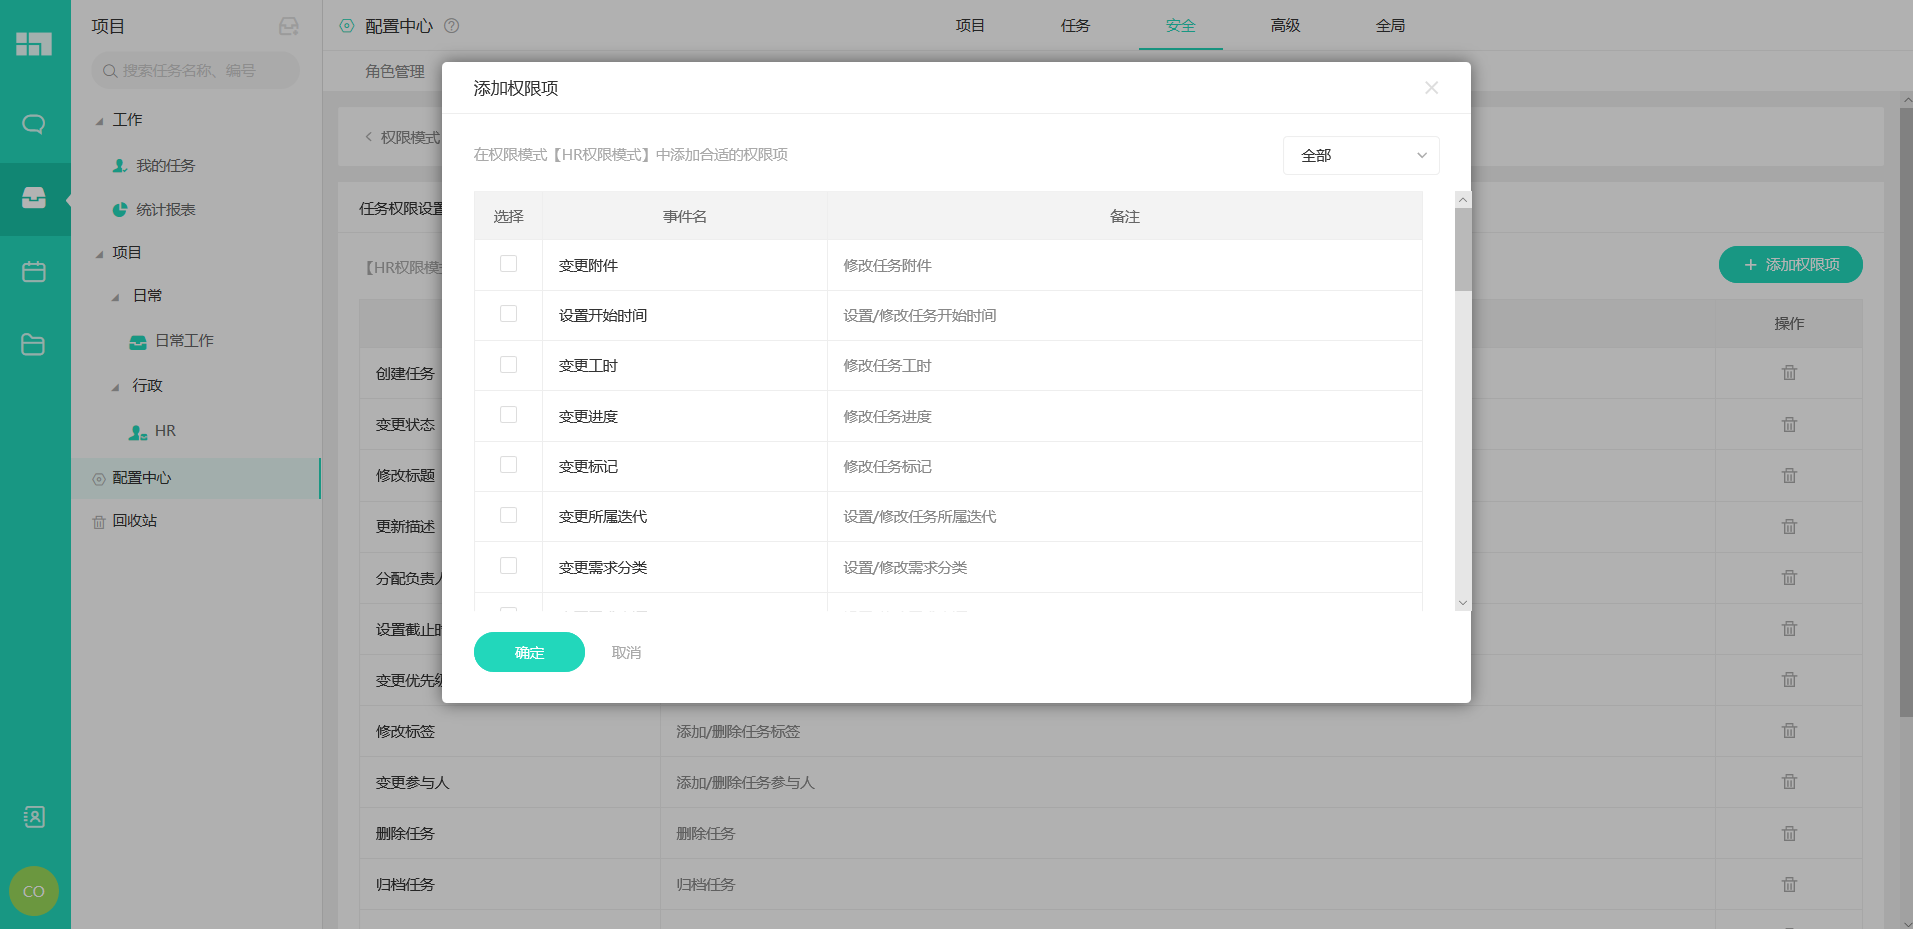 项目
搜索任务名称、编号
工作
我的任务
统计报表
项目
日常
日常工作
行政
HR
配置中心
回收站
CO
配置中心
项目
任务
安全
高级
全局
角色管理
权限模式
任务权限设置
【HR权限模
添加权限项
操作
创建任务
变更状态
修改标题
更新描述
分配负责人
设置截止
变更优先
修改标签
添加/删除任务标签
变更参与人
添加/删除任务参与人
删除任务
删除任务
归档任务
归档任务
添加权限项
在权限模式【HR权限模式】中添加合适的权限项
全部
选择
事件名
备注
变更附件
修改任务附件
设置开始时间
设置/修改任务开始时间
变更工时
修改任务工时
变更进度
修改任务进度
变更标记
修改任务标记
变更所属迭代
设置/修改任务所属迭代
变更需求分类
设置/修改需求分类
确定
取消